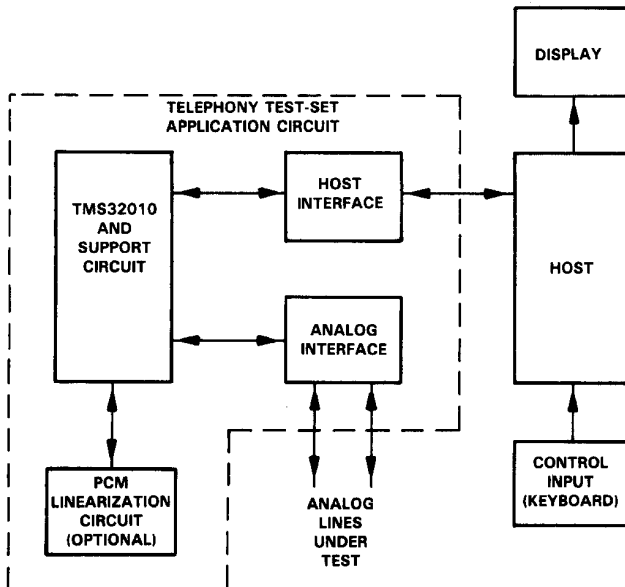 DISPLAY
TELEPHONY TEST-SET
APPLICATION CIRCUIT
TMS32010
AND
SUPPORT
CIRCUIT
HOST
INTERFACE
HOST
ANALOG
INTERFACE
PCM
LINEARIZATION
CIRCUIT
(OPTIONAL)
ANALOG
LINES
UNDER
TEST
CONTROL
INPUT
(KEYBOARD)